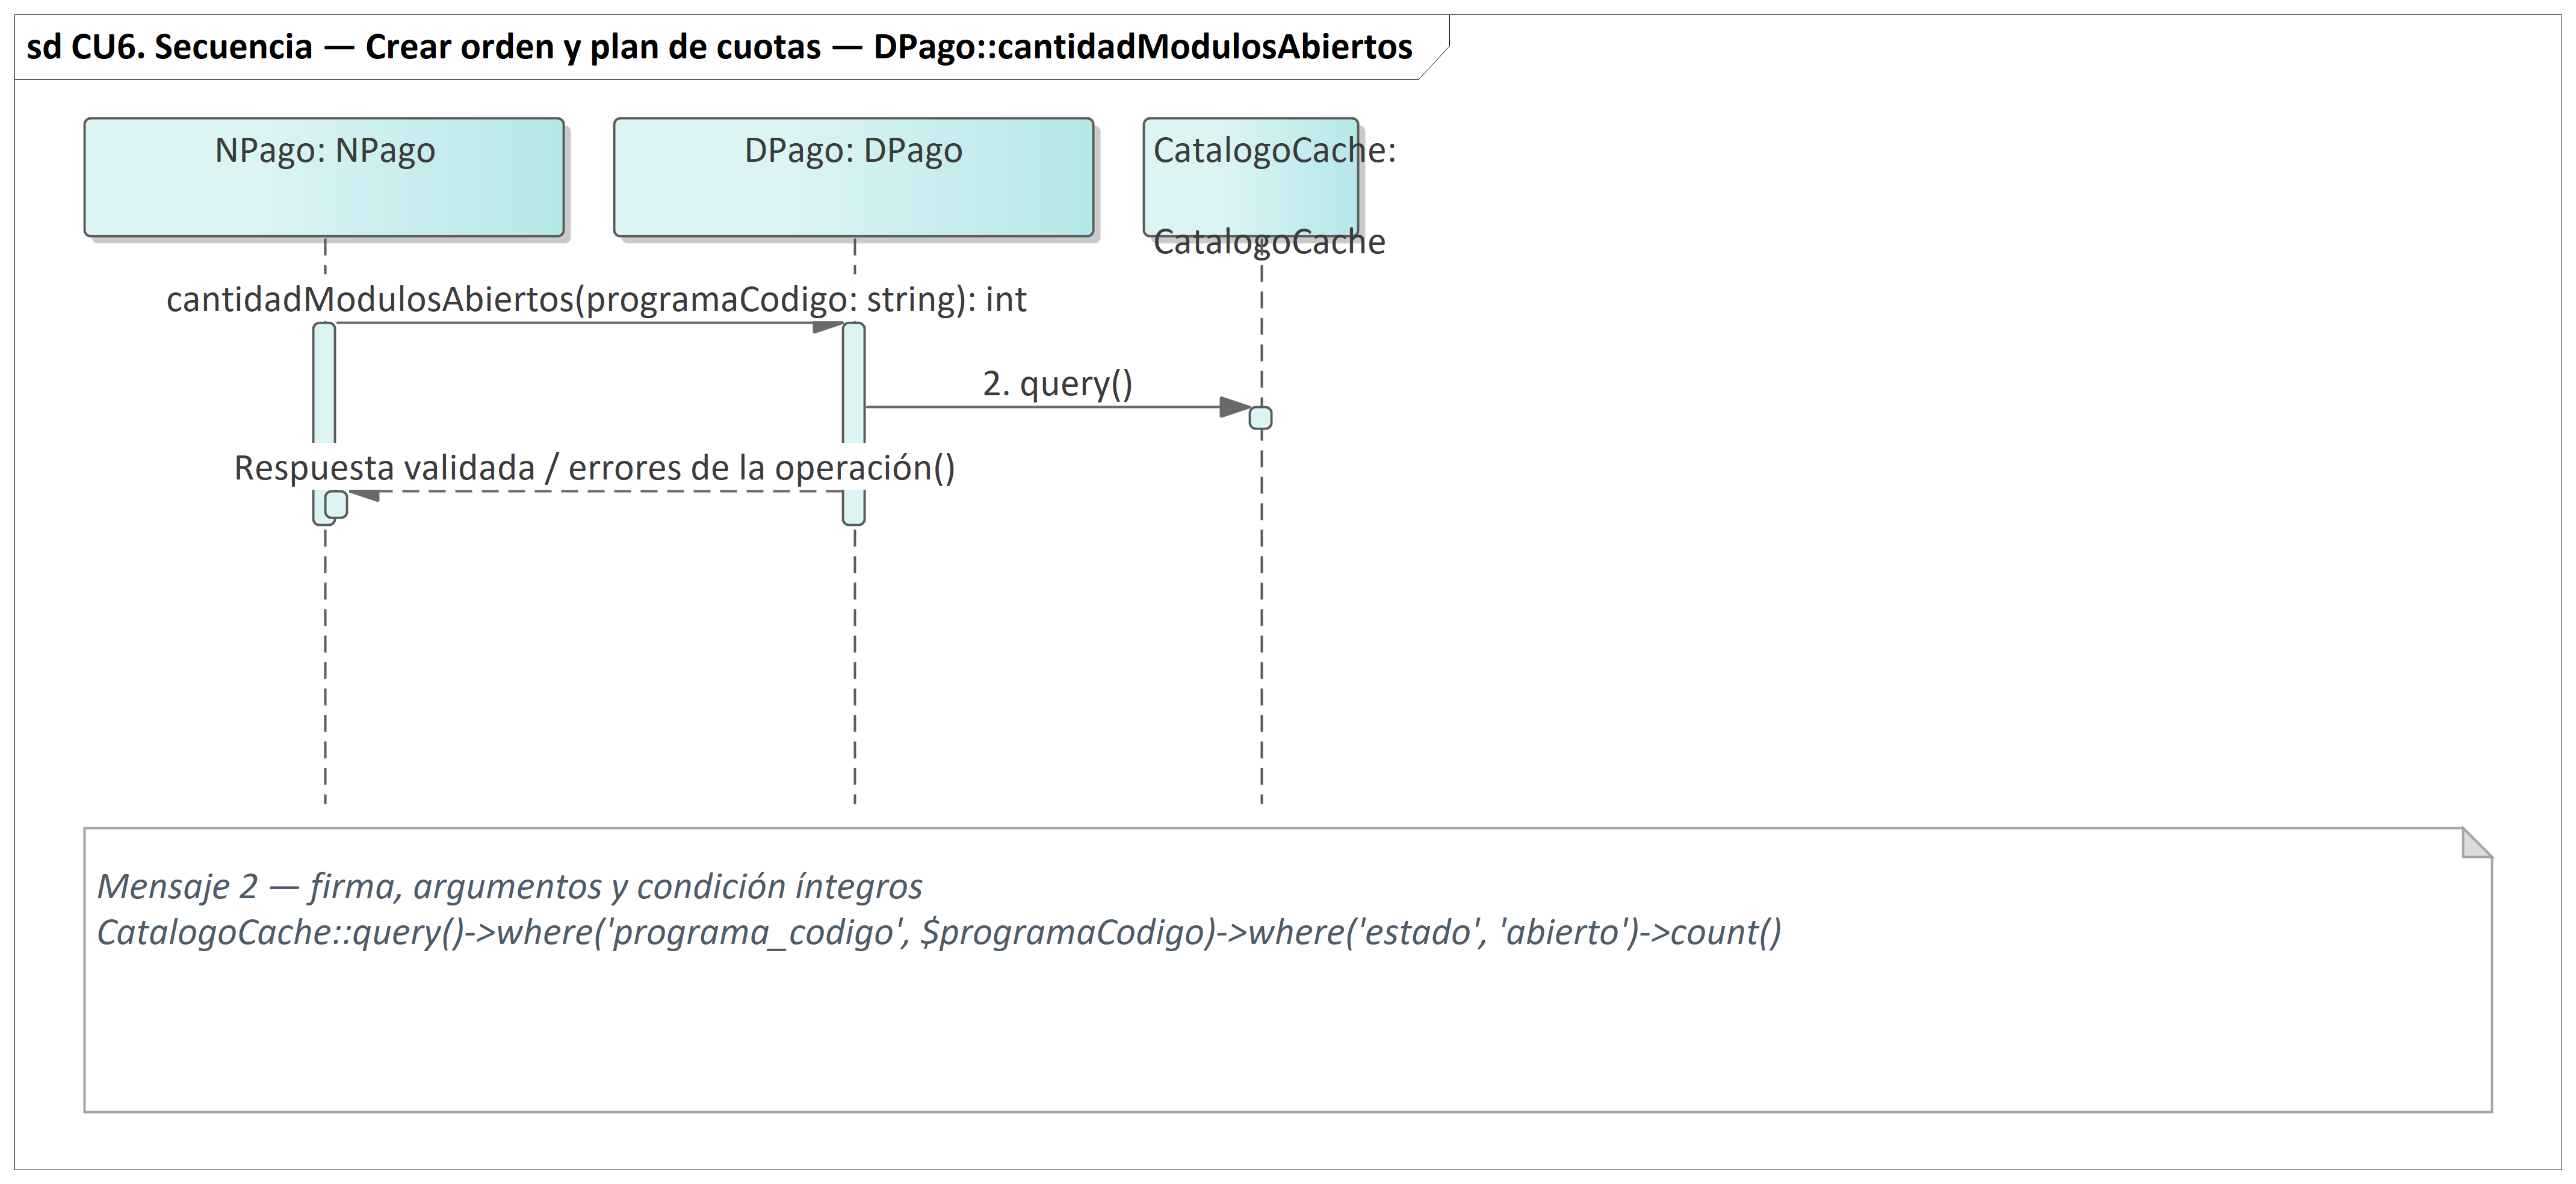 sd CU6. Secuencia — Crear orden y plan de cuotas — DPago::cantidadModulosAbiertos
NPago: NPago
DPago: DPago
CatalogoCache:
CatalogoCache
cantidadModulosAbiertos(programaCodigo: string): int
2. query()
Respuesta validada / errores de la operación()
Mensaje 2 — firma, argumentos y condición íntegros
CatalogoCache::query()->where('programa_codigo', $programaCodigo)->where('estado', 'abierto')->count()